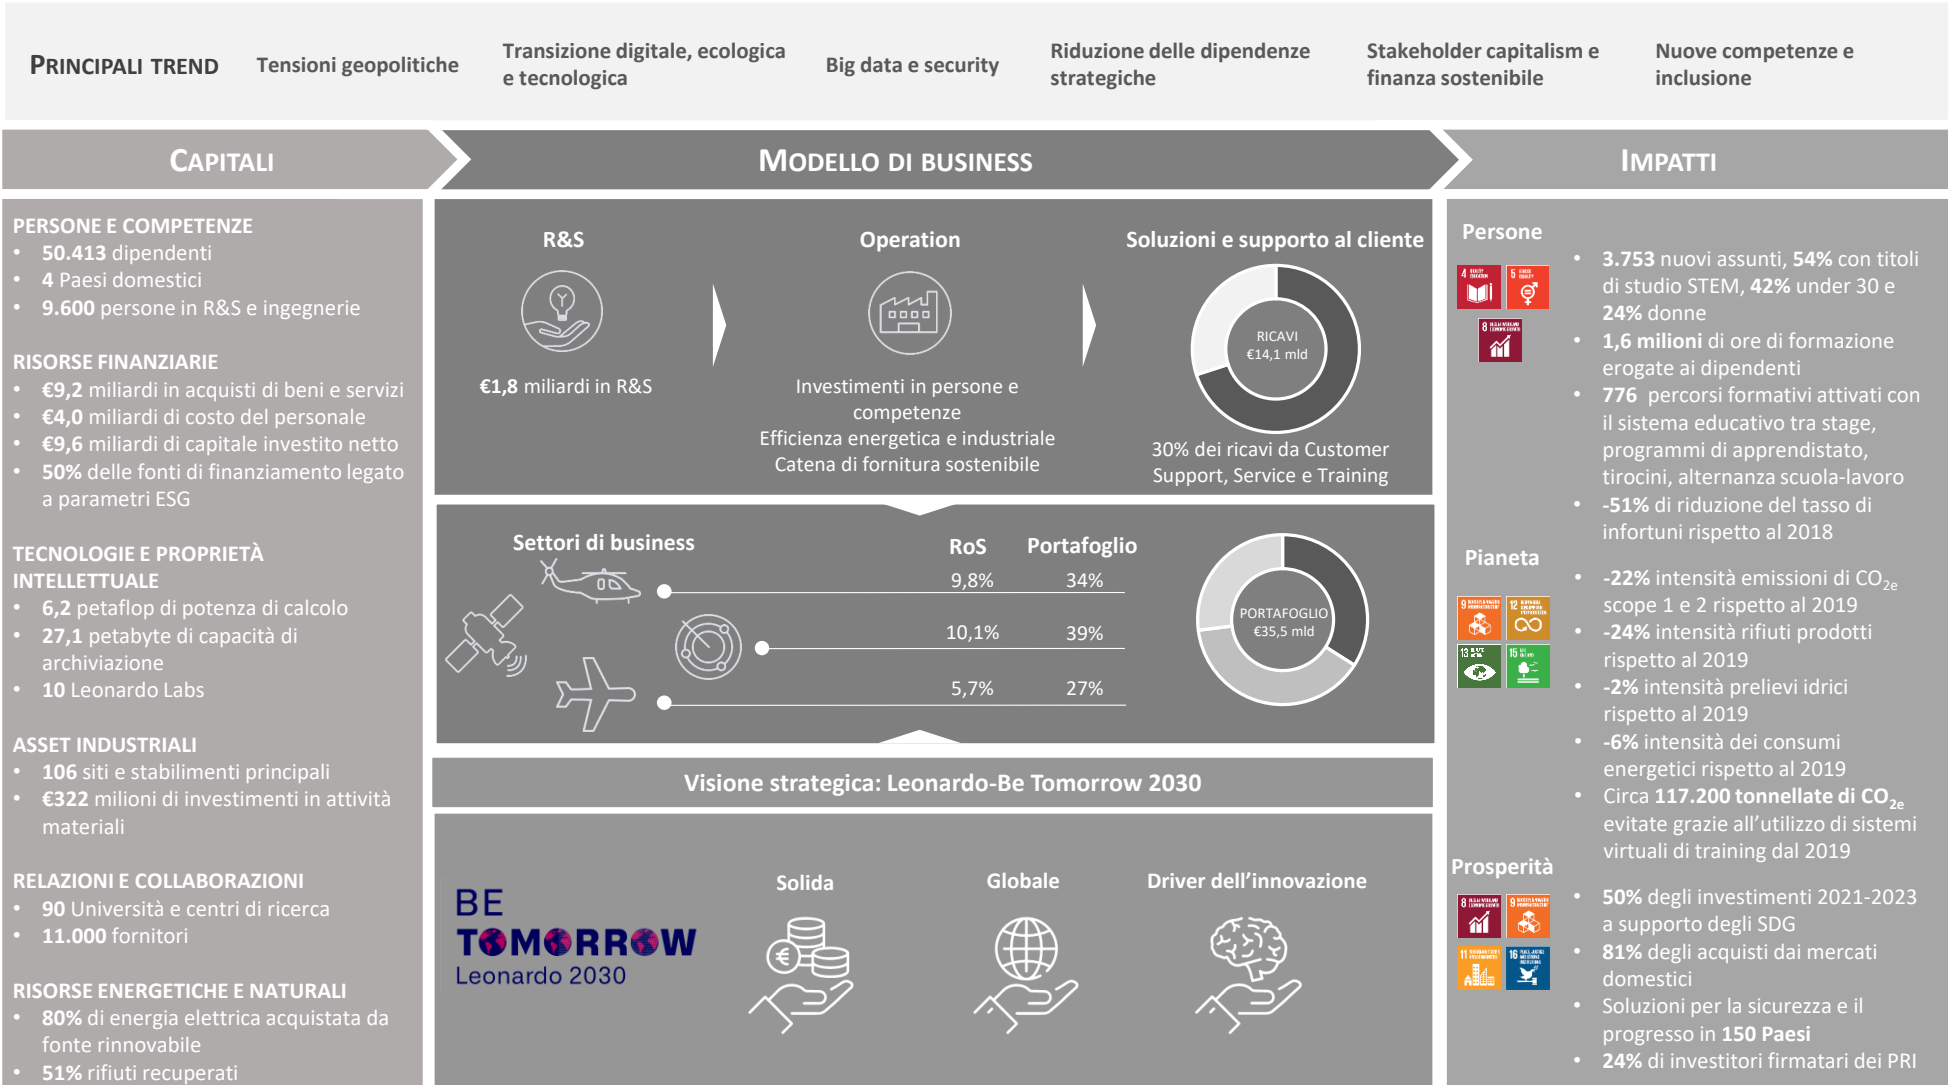 PRINCIPALI TREND
Tensioni geopolitiche
Transizione digitale, ecologica
e tecnologica
Big data e security
Riduzione delle dipendenze
strategiche
Stakeholder capitalism e
finanza sostenibile
Nuove competenze e
inclusione
CAPITALI
MODELLO DI BUSINESS
IMPATTI
PERSONE E COMPETENZE
• 50.413 dipendenti
• 4 Paesi domestici
• 9.600 persone in R&S e ingegnerie
RISORSE FINANZIARIE
• €9,2 miliardi in acquisti di beni e servizi
• €4,0 miliardi di costo del personale
• €9,6 miliardi di capitale investito netto
• 50% delle fonti di finanziamento legato
a parametri ESG
TECNOLOGIE E PROPRIETÀ
INTELLETTUALE
• 6,2 petaflop di potenza di calcolo
• 27,1 petabyte di capacità di
archiviazione
• 10 Leonardo Labs
ASSET INDUSTRIALI
• 106 siti e stabilimenti principali
• €322 milioni di investimenti in attività
materiali
RELAZIONI E COLLABORAZIONI
• 90 Università e centri di ricerca
• 11.000 fornitori
RISORSE ENERGETICHE E NATURALI
• 80% di energia elettrica acquistata da
fonte rinnovabile
• 51% rifiuti recuperati
R&S
€1,8 miliardi in R&S
Operation
Investimenti in persone e
competenze
Efficienza energetica e industriale
Catena di fornitura sostenibile
Soluzioni e supporto al cliente
RICAVI
€14,1 mld
30% dei ricavi da Customer
Support, Service e Training
Settori di business
RoS
Portafoglio
9,8%
34%
10,1%
39%
5,7%
27%
PORTAFOGLIO
€35,5 mld
Visione strategica: Leonardo-Be Tomorrow 2030
BE
TOMORROW
Leonardo 2030
Solida
Globale
Driver dell'innovazione
Persone
4
5
8
• 3.753 nuovi assunti, 54% con titoli
di studio STEM, 42% under 30 e
24% donne
• 1,6 milioni di ore di formazione
erogate ai dipendenti
• 776 percorsi formativi attivati con
il sistema educativo tra stage,
programmi di apprendistato,
tirocini, alternanza scuola-lavoro
• -51% di riduzione del tasso di
infortuni rispetto al 2018
Pianeta
9
12
13
15
• -22% intensità emissioni di CO2e
scope 1 e 2 rispetto al 2019
• -24% intensità rifiuti prodotti
rispetto al 2019
• -2% intensità prelievi idrici
rispetto al 2019
• -6% intensità dei consumi
energetici rispetto al 2019
• Circa 117.200 tonnellate di CO2e
evitate grazie all'utilizzo di sistemi
virtuali di training dal 2019
Prosperità
8
9
11
16
• 50% degli investimenti 2021-2023
a supporto degli SDG
• 81% degli acquisti dai mercati
domestici
• Soluzioni per la sicurezza e il
progresso in 150 Paesi
• 24% di investitori firmatari dei PRI